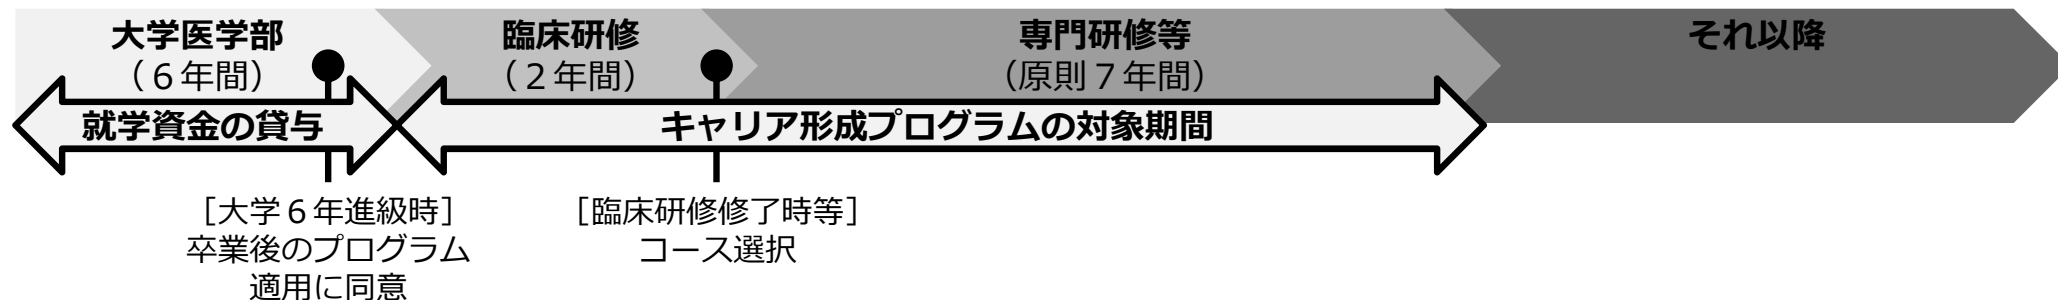 大学医学部
（６年間）
臨床研修
（２年間）
専門研修等
（原則７年間）
それ以降
就学資金の貸与
キャリア形成プログラムの対象期間
［大学６年進級時］
卒業後のプログラム
適用に同意
［臨床研修修了時等］
コース選択